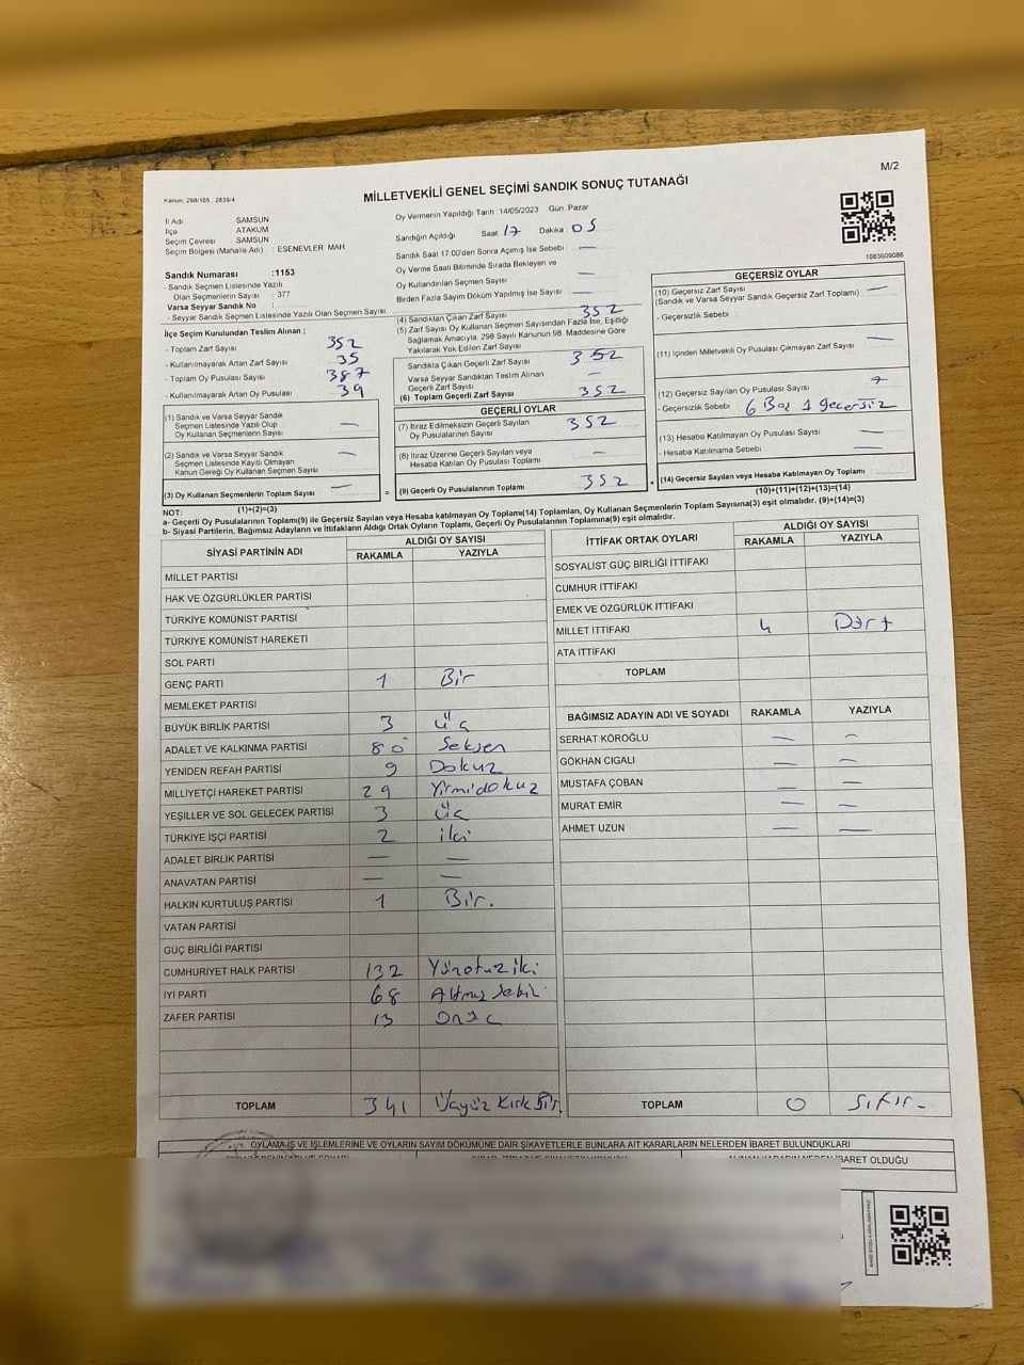 M/2
Kanun: 298/105 , 2839/4
MİLLETVEKİLİ GENEL SEÇİMİ SANDIK SONUÇ TUTANAĞI
İl Adı SAMSUN
İlçe ATAKUM
Seçim Çevresi SAMSUN
Seçim Bölgesi (Mahalle Adı) : ESENEVLER MAH
Sandık Numarası :1153
- Sandık Seçmen Listesinde Yazılı
Olan Seçmenlerin Sayısı : 377
Varsa Seyyar Sandık No :
- Seyyar Sandık Seçmen Listesinde Yazılı Olan Seçmen Sayısı
Oy Vermenin Yapıldığı Tarih :14/05/2023 Gün: Pazar
Sandığın Açıldığı Saat 17 Dakika 05
Sandık Saat 17.00'den Sonra Açılmış İse Sebebi —
Oy Verme Saati Bitiminde Sırada Bekleyen ve
Oy Kullandırılan Seçmen Sayısı —
Birden Fazla Sayım Döküm Yapılmış İse Sayısı —
İlçe Seçim Kurulundan Teslim Alınan ;
- Toplam Zarf Sayısı 352
- Kullanılmayarak Artan Zarf Sayısı 35
- Toplam Oy Pusulası Sayısı 387
- Kullanılmayarak Artan Oy Pusulası 39
(4) Sandıktan Çıkan Zarf Sayısı 352
(5) Zarf Sayısı Oy Kullanan Seçmen Sayısından Fazla İse, Eşitliği
Sağlamak Amacıyla, 298 Sayılı Kanunun 98. Maddesine Göre
Yakılarak Yok Edilen Zarf Sayısı
Sandıkta Çıkan Geçerli Zarf Sayısı 352
Varsa Seyyar Sandıktan Teslim Alınan
Geçerli Zarf Sayısı —
(6) Toplam Geçerli Zarf Sayısı 352
GEÇERLİ OYLAR
(7) İtiraz Edilmeksizin Geçerli Sayılan
Oy Pusulalarının Sayısı 352
(8) İtiraz Üzerine Geçerli Sayılan veya
Hesaba Katılan Oy Pusulası Toplamı —
(9) Geçerli Oy Pusulalarının Toplamı 352
(1) Sandık ve Varsa Seyyar Sandık
Seçmen Listesinde Yazılı Olup
Oy Kullanan Seçmenlerin Sayısı —
(2) Sandık ve Varsa Seyyar Sandık
Seçmen Listesinde Kayıtlı Olmayan
Kanun Gereği Oy Kullanan Seçmen Sayısı —
(3) Oy Kullanan Seçmenlerin Toplam Sayısı —
(1)+(2)=(3)
GEÇERSİZ OYLAR
(10) Geçersiz Zarf Sayısı —
(Sandık ve Varsa Seyyar Sandık Geçersiz Zarf Toplamı)
- Geçersizlik Sebebi
(11) İçinden Milletvekili Oy Pusulası Çıkmayan Zarf Sayısı —
(12) Geçersiz Sayılan Oy Pusulası Sayısı 7
- Geçersizlik Sebebi 6 Boş 1 geçersiz
(13) Hesaba Katılmayan Oy Pusulası Sayısı —
- Hesaba Katılmama Sebebi —
(14) Geçersiz Sayılan veya Hesaba Katılmayan Oy Toplamı —
(10)+(11)+(12)+(13)=(14)
NOT:
a- Geçerli Oy Pusulalarının Toplamı(9) ile Geçersiz Sayılan veya Hesaba katılmayan Oy Toplam(14) Toplamları, Oy Kullanan Seçmenlerin Toplam Sayısına(3) eşit olmalıdır. (9)+(14)=(3)
b- Siyasi Partilerin, Bağımsız Adayların ve İttifakların Aldığı Ortak Oyların Toplamı, Geçerli Oy Pusulalarının Toplamına(9) eşit olmalıdır.
SİYASİ PARTİNİN ADI ALDIĞI OY SAYISI
RAKAMLA YAZIYLA
MİLLET PARTİSİ
HAK VE ÖZGÜRLÜKLER PARTİSİ
TÜRKİYE KOMÜNİST PARTİSİ
TÜRKİYE KOMÜNİST HAREKETİ
SOL PARTİ
GENÇ PARTİ 1 Bir
MEMLEKET PARTİSİ
BÜYÜK BİRLİK PARTİSİ 3 Üç
ADALET VE KALKINMA PARTİSİ 80 Seksen
YENİDEN REFAH PARTİSİ 9 Dokuz
MİLLİYETÇİ HAREKET PARTİSİ 29 Yirmidokuz
YEŞİLLER VE SOL GELECEK PARTİSİ 3 Üç
TÜRKİYE İŞÇİ PARTİSİ 2 iki
ADALET BİRLİK PARTİSİ — —
ANAVATAN PARTİSİ — —
HALKIN KURTULUŞ PARTİSİ 1 Bir.
VATAN PARTİSİ
GÜÇ BİRLİĞİ PARTİSİ
CUMHURİYET HALK PARTİSİ 132 Yüzotuziki
İYİ PARTİ 68 Altmışsekiz
ZAFER PARTİSİ 13 Onüç
TOPLAM 341 Üçyüz Kırk Bir.
İTTİFAK ORTAK OYLARI ALDIĞI OY SAYISI
RAKAMLA YAZIYLA
SOSYALİST GÜÇ BİRLİĞİ İTTİFAKI
CUMHUR İTTİFAKI
EMEK VE ÖZGÜRLÜK İTTİFAKI
MİLLET İTTİFAKI 4 Dört
ATA İTTİFAKI
TOPLAM
BAĞIMSIZ ADAYIN ADI VE SOYADI RAKAMLA YAZIYLA
SERHAT KÖROĞLU — —
GÖKHAN CIGALI — —
MUSTAFA ÇOBAN — —
MURAT EMİR — —
AHMET UZUN — —
TOPLAM 0 Sıfır-
OYLAMA İŞ VE İŞLEMLERİNE VE OYLARIN SAYIM DÖKÜMÜNE DAİR ŞİKAYETLERLE BUNLARA AİT KARARLARIN NELERDEN İBARET BULUNDUKLARI
İBARET OLDUĞU